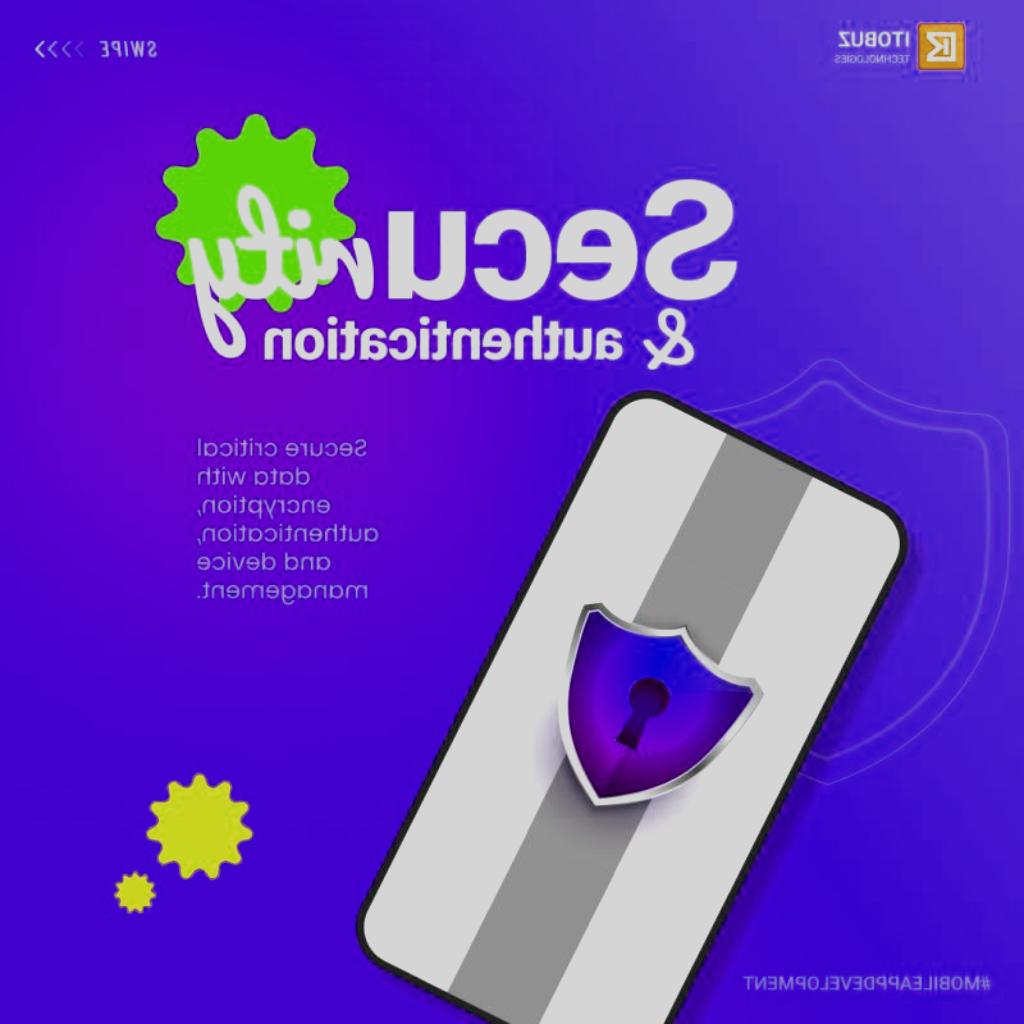 ITOBUZ
TECHNOLOGIES
SWIPE
Security
& authentication
Secure critical
data with
encryption,
authentication,
and device
management.
#MOBILEAPPDEVELOPMENT